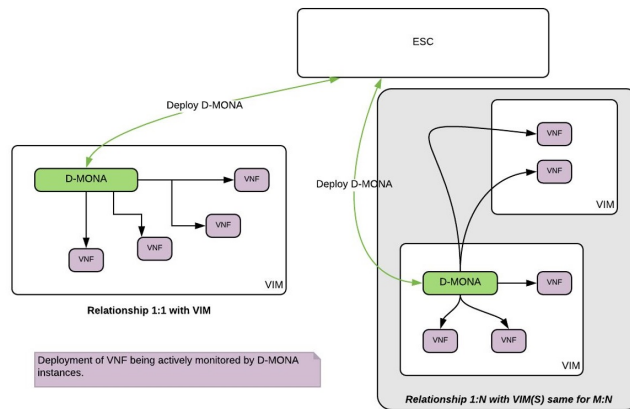 ESC
Deploy D-MONA
VNF
VNF
VIM
D-MONA
VNF
VNF
VNF
VNF
VIM
Relationship 1:1 with VIM
Deploy D-MONA
D-MONA
VNF
VNF
VNF
VIM
Deployment of VNF being actively monitored by D-MONA
instances.
Relationship 1:N with VIM(S) same for M:N